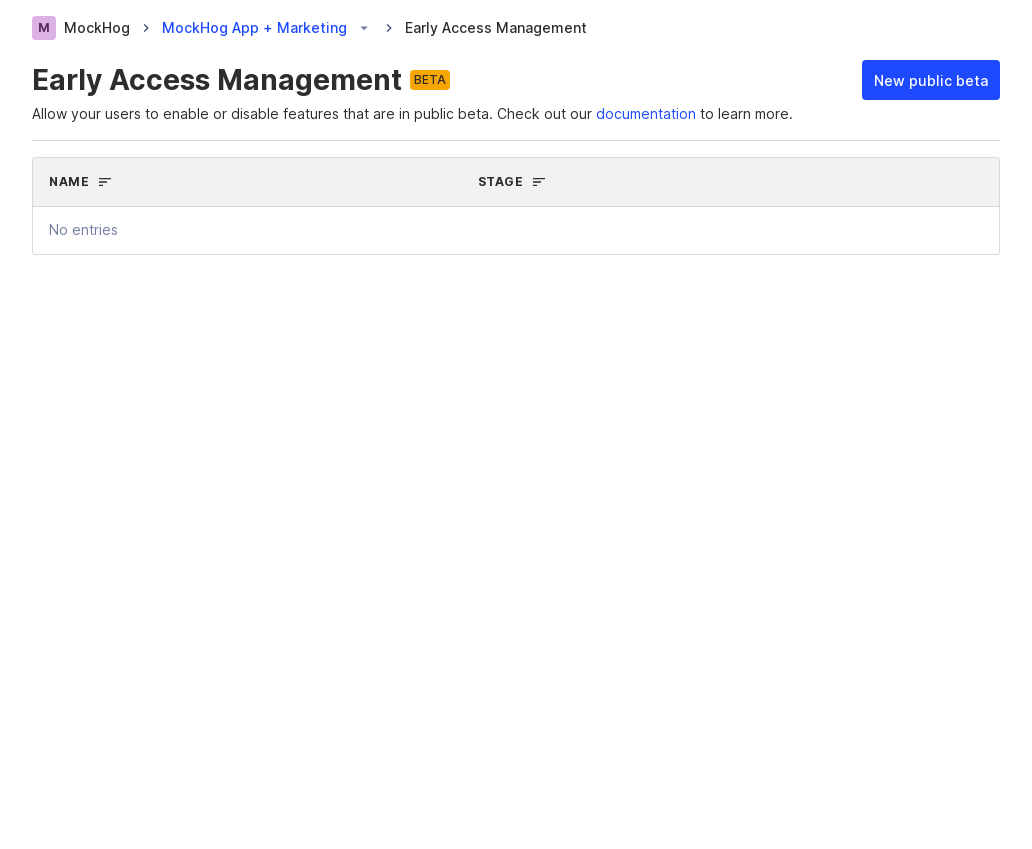 M MockHog MockHog App + Marketing Early Access Management
Early Access Management BETA
New public beta
Allow your users to enable or disable features that are in public beta. Check out our documentation to learn more.
NAME STAGE
No entries